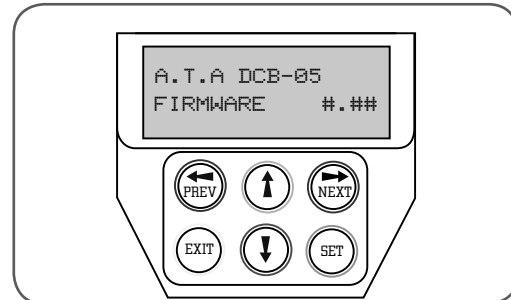 A.T.A DCB-05
FIRMWARE #.##
PREV
NEXT
EXIT
SET